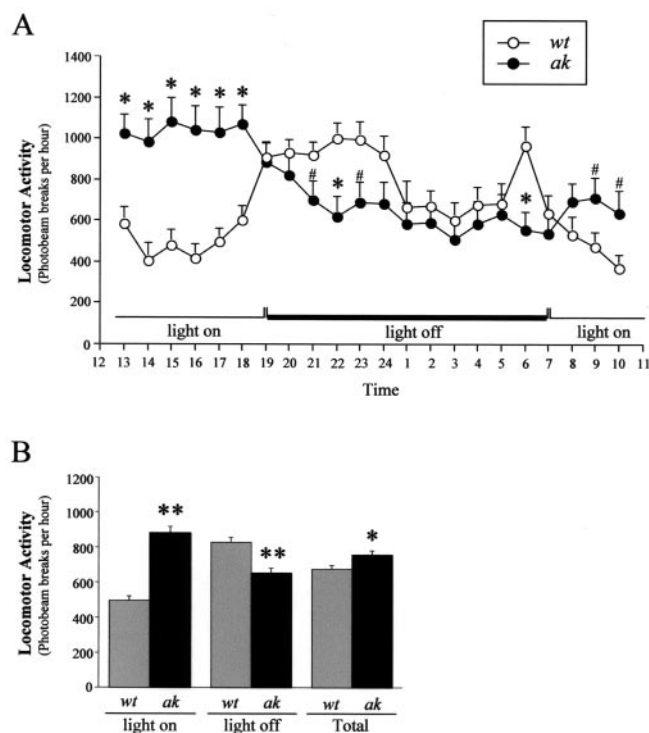 A
wt
ak
1400
1200
1000
800
600
400
200
0
Locomotor Activity
(Photobeam breaks per hour)
* * * * * *
# * # * # #
light on light off light on
12 13 14 15 16 17 18 19 20 21 22 23 24 1 2 3 4 5 6 7 8 9 10 11
Time
B
1200
1000
800
600
400
200
0
Locomotor Activity
(Photobeam breaks per hour)
** ** *
wt ak wt ak wt ak
light on light off Total